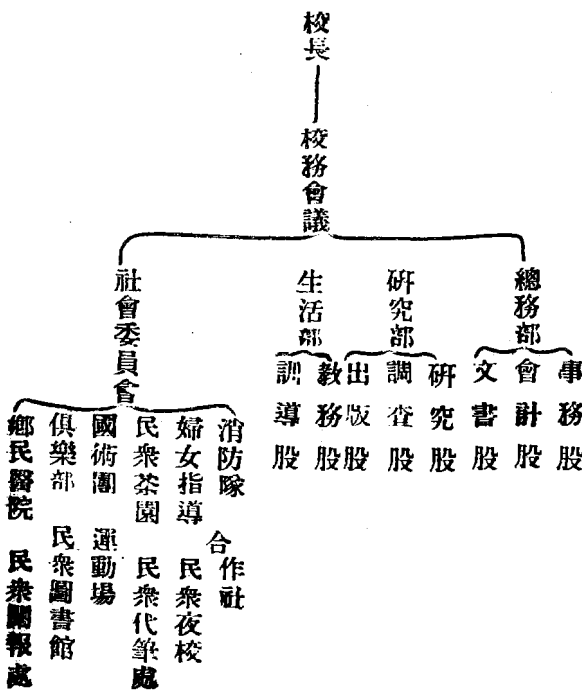 校長
校務會議
總務部
事務股
會計股
文書股
研究部
研究股
調查股
出版股
生活部
教務股
訓導股
社會委員會
消防隊 合作社
婦女指導 民衆夜校
民衆茶園 民衆代筆處
國術團 運動場
俱樂部 民衆圖書館
鄉民醫院 民衆閱報處